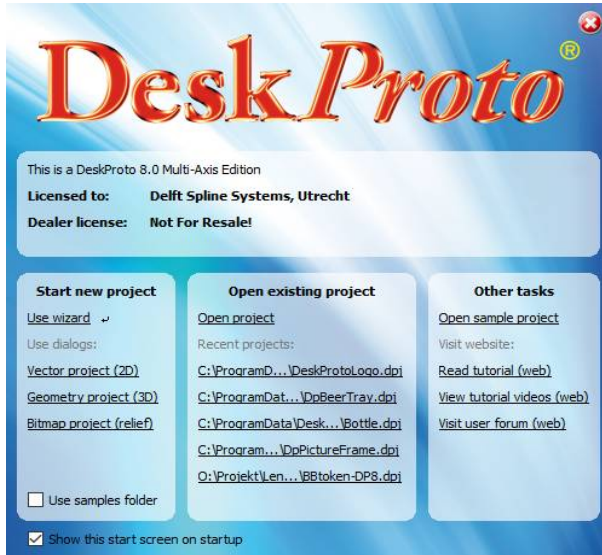 DeskProto®
This is a DeskProto 8.0 Multi-Axis Edition
Licensed to: Delft Spline Systems, Utrecht
Dealer license: Not For Resale!
Start new project
Use wizard ↵
Use dialogs:
Vector project (2D)
Geometry project (3D)
Bitmap project (relief)
Use samples folder
Open existing project
Open project
Recent projects:
C:\ProgramD...\DeskProtoLogo.dpj
C:\ProgramDat...\DpBeerTray.dpj
C:\ProgramData\Desk...\Bottle.dpj
C:\Program...\DpPictureFrame.dpj
O:\Projekt\Len...\BBtoken-DP8.dpj
Other tasks
Open sample project
Visit website:
Read tutorial (web)
View tutorial videos (web)
Visit user forum (web)
Show this start screen on startup